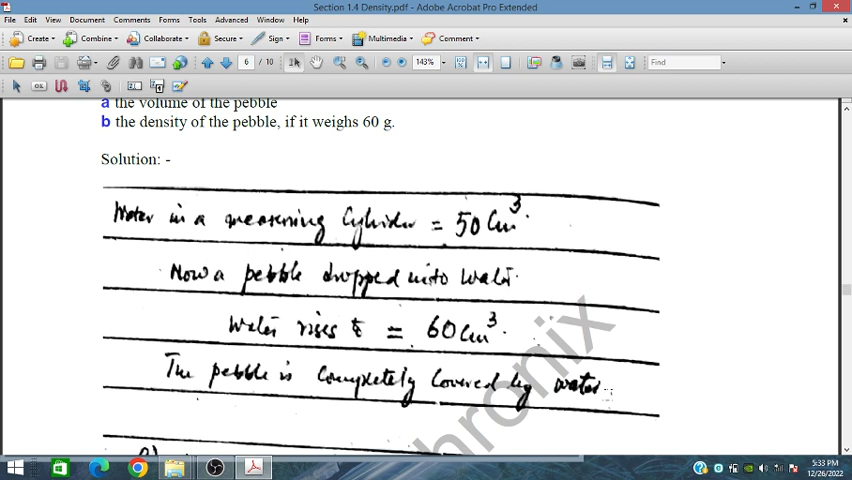 Section 1.4 Density.pdf - Adobe Acrobat Pro Extended
File Edit View Document Comments Forms Tools Advanced Window Help
Create Combine Collaborate Secure Sign Forms Multimedia Comment
6 / 10 143% Find
a the volume of the pebble
b the density of the pebble, if it weighs 60 g.
Solution: -
Water in a measuring Cylinder = 50 Cm³.
Now a pebble dropped into water.
Water rises to = 60 Cm³.
The pebble is completely covered by water.
a)
hronix
5:33 PM
12/26/2022